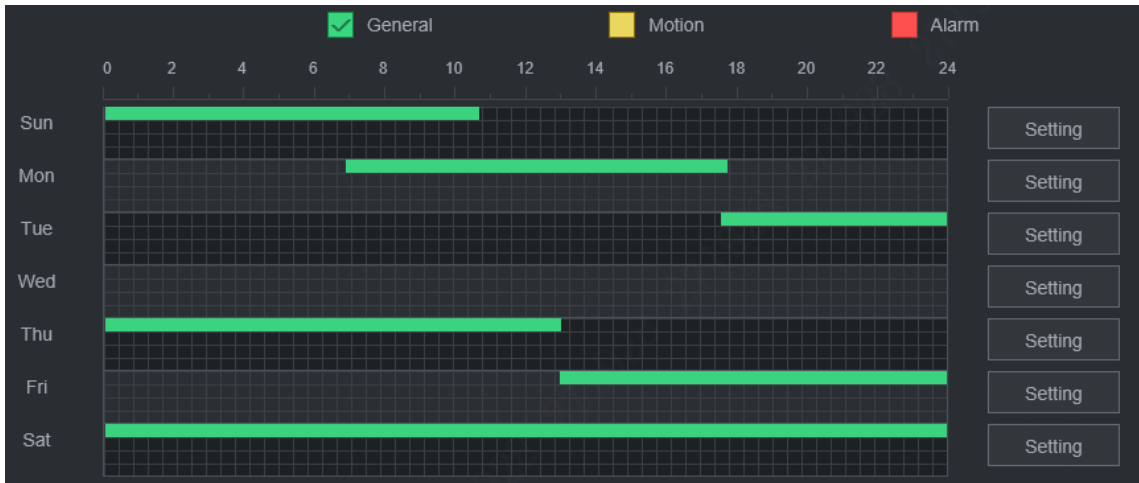 General Motion Alarm
0 2 4 6 8 10 12 14 16 18 20 22 24
Sun Setting
Mon Setting
Tue Setting
Wed Setting
Thu Setting
Fri Setting
Sat Setting